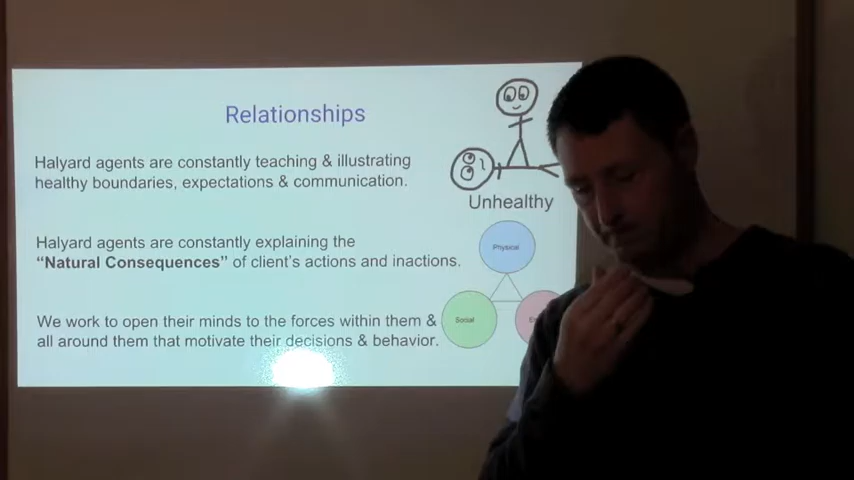 Relationships
Halyard agents are constantly teaching & illustrating
healthy boundaries, expectations & communication.
Unhealthy
Halyard agents are constantly explaining the
“Natural Consequences” of client's actions and inactions.
Physical
We work to open their minds to the forces within them &
all around them that motivate their decisions & behavior.
Social